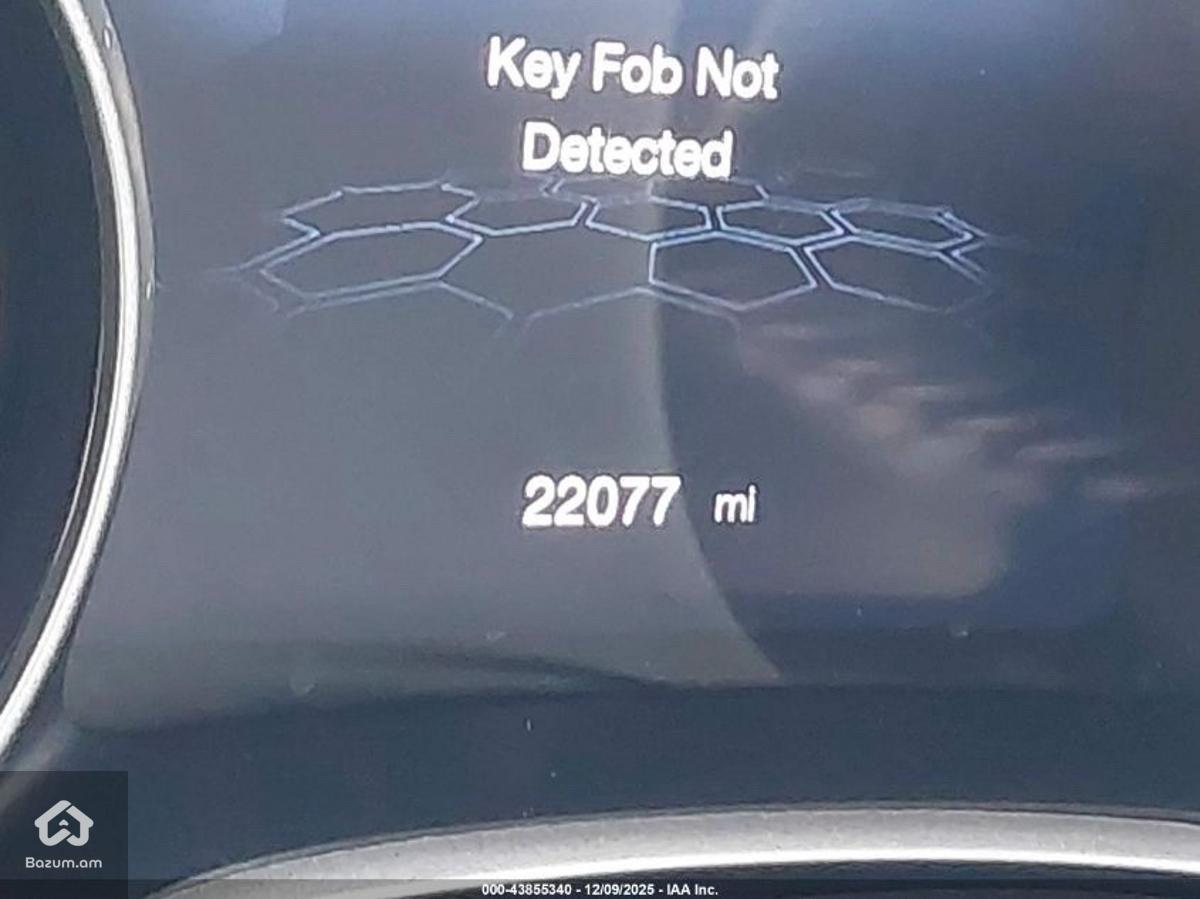 Key Fob Not
Detected
22077 mi
Bazum.am
000-43855340 - 12/09/2025 - IAA Inc.